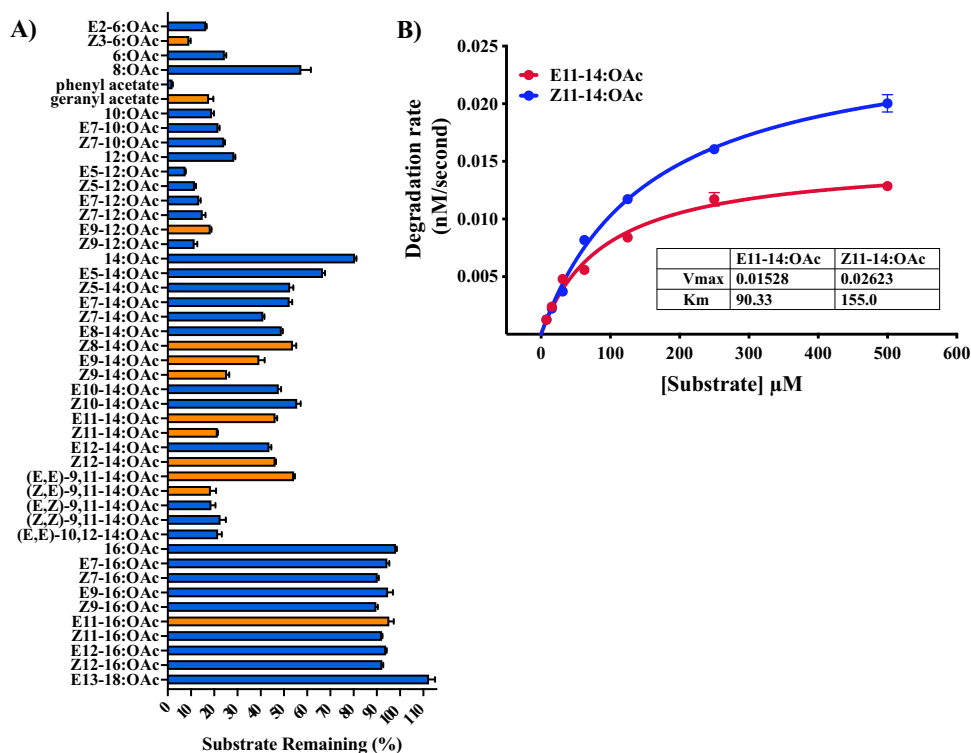 A)
E2-6:OAc
Z3-6:OAc
6:OAc
8:OAc
phenyl acetate
geranyl acetate
10:OAc
E7-10:OAc
Z7-10:OAc
12:OAc
E5-12:OAc
Z5-12:OAc
E7-12:OAc
Z7-12:OAc
E9-12:OAc
Z9-12:OAc
14:OAc
E5-14:OAc
Z5-14:OAc
E7-14:OAc
Z7-14:OAc
E8-14:OAc
Z8-14:OAc
E9-14:OAc
Z9-14:OAc
E10-14:OAc
Z10-14:OAc
E11-14:OAc
Z11-14:OAc
E12-14:OAc
Z12-14:OAc
(E,E)-9,11-14:OAc
(Z,E)-9,11-14:OAc
(E,Z)-9,11-14:OAc
(Z,Z)-9,11-14:OAc
(E,E)-10,12-14:OAc
16:OAc
E7-16:OAc
Z7-16:OAc
E9-16:OAc
Z9-16:OAc
E11-16:OAc
Z11-16:OAc
E12-16:OAc
Z12-16:OAc
E13-18:OAc
0 10 20 30 40 50 60 70 80 90 100 110
Substrate Remaining (%)
B)
0.025
0.020
0.015
0.010
0.005
Degradation rate
(nM/second)
E11-14:OAc
Z11-14:OAc
E11-14:OAc Z11-14:OAc
Vmax 0.01528 0.02623
Km 90.33 155.0
0 100 200 300 400 500 600
[Substrate] µM